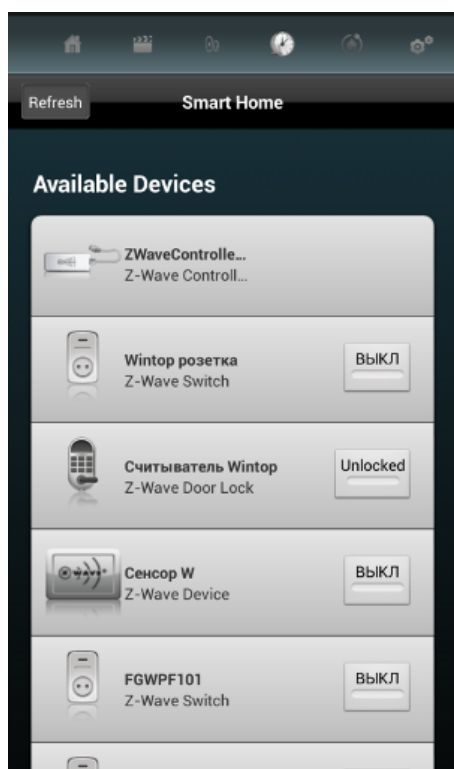 Refresh
Smart Home
Available Devices
ZWaveControlle...
Z-Wave Controll...
Wintop розетка
Z-Wave Switch
ВЫКЛ
Считыватель Wintop
Z-Wave Door Lock
Unlocked
Сенсор W
Z-Wave Device
ВЫКЛ
FGWPF101
Z-Wave Switch
ВЫКЛ